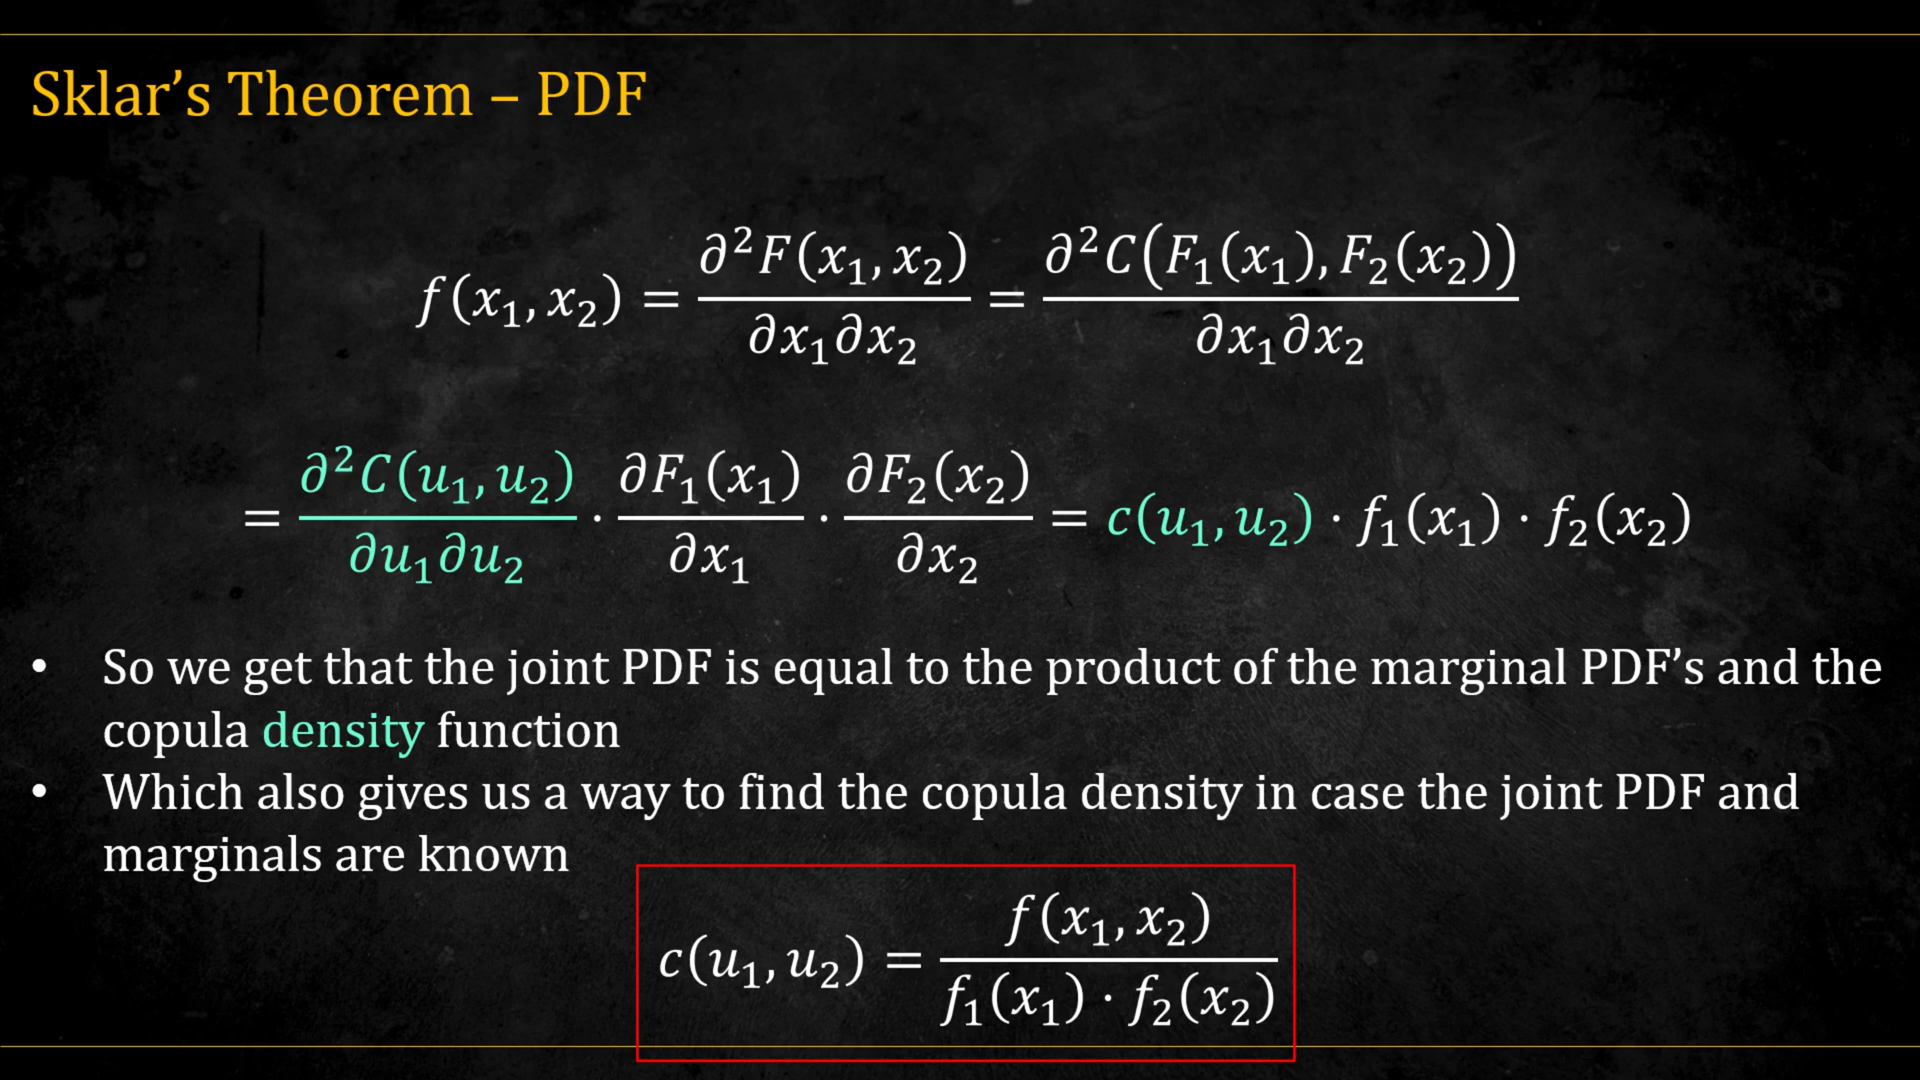 Sklar’s Theorem – PDF
f(x₁, x₂) = ∂²F(x₁, x₂) / ∂x₁∂x₂ = ∂²C(F₁(x₁), F₂(x₂)) / ∂x₁∂x₂
= ∂²C(u₁, u₂) / ∂u₁∂u₂ · ∂F₁(x₁) / ∂x₁ · ∂F₂(x₂) / ∂x₂ = c(u₁, u₂) · f₁(x₁) · f₂(x₂)
• So we get that the joint PDF is equal to the product of the marginal PDF’s and the
copula density function
• Which also gives us a way to find the copula density in case the joint PDF and
marginals are known
c(u₁, u₂) = f(x₁, x₂) / f₁(x₁) · f₂(x₂)